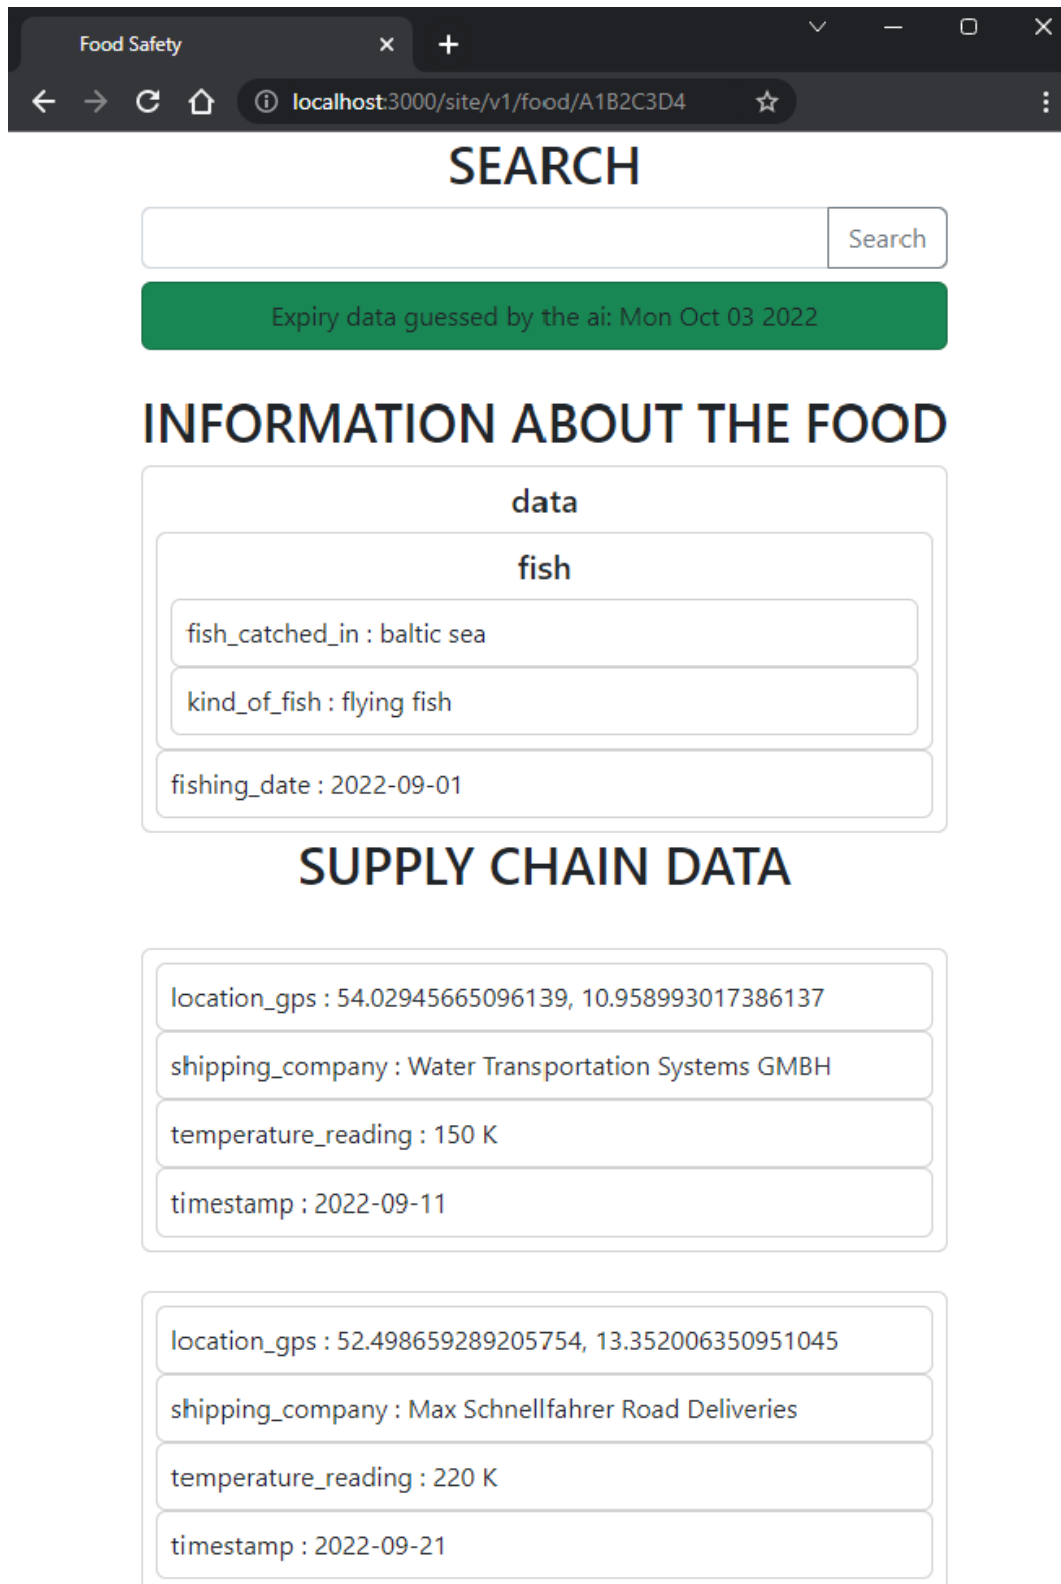 Food Safety
localhost:3000/site/v1/food/A1B2C3D4
SEARCH
Search
Expiry data guessed by the ai: Mon Oct 03 2022
INFORMATION ABOUT THE FOOD
data
fish
fish_catched_in : baltic sea
kind_of_fish : flying fish
fishing_date : 2022-09-01
SUPPLY CHAIN DATA
location_gps : 54.02945665096139, 10.958993017386137
shipping_company : Water Transportation Systems GMBH
temperature_reading : 150 K
timestamp : 2022-09-11
location_gps : 52.498659289205754, 13.352006350951045
shipping_company : Max Schnellfahrer Road Deliveries
temperature_reading : 220 K
timestamp : 2022-09-21